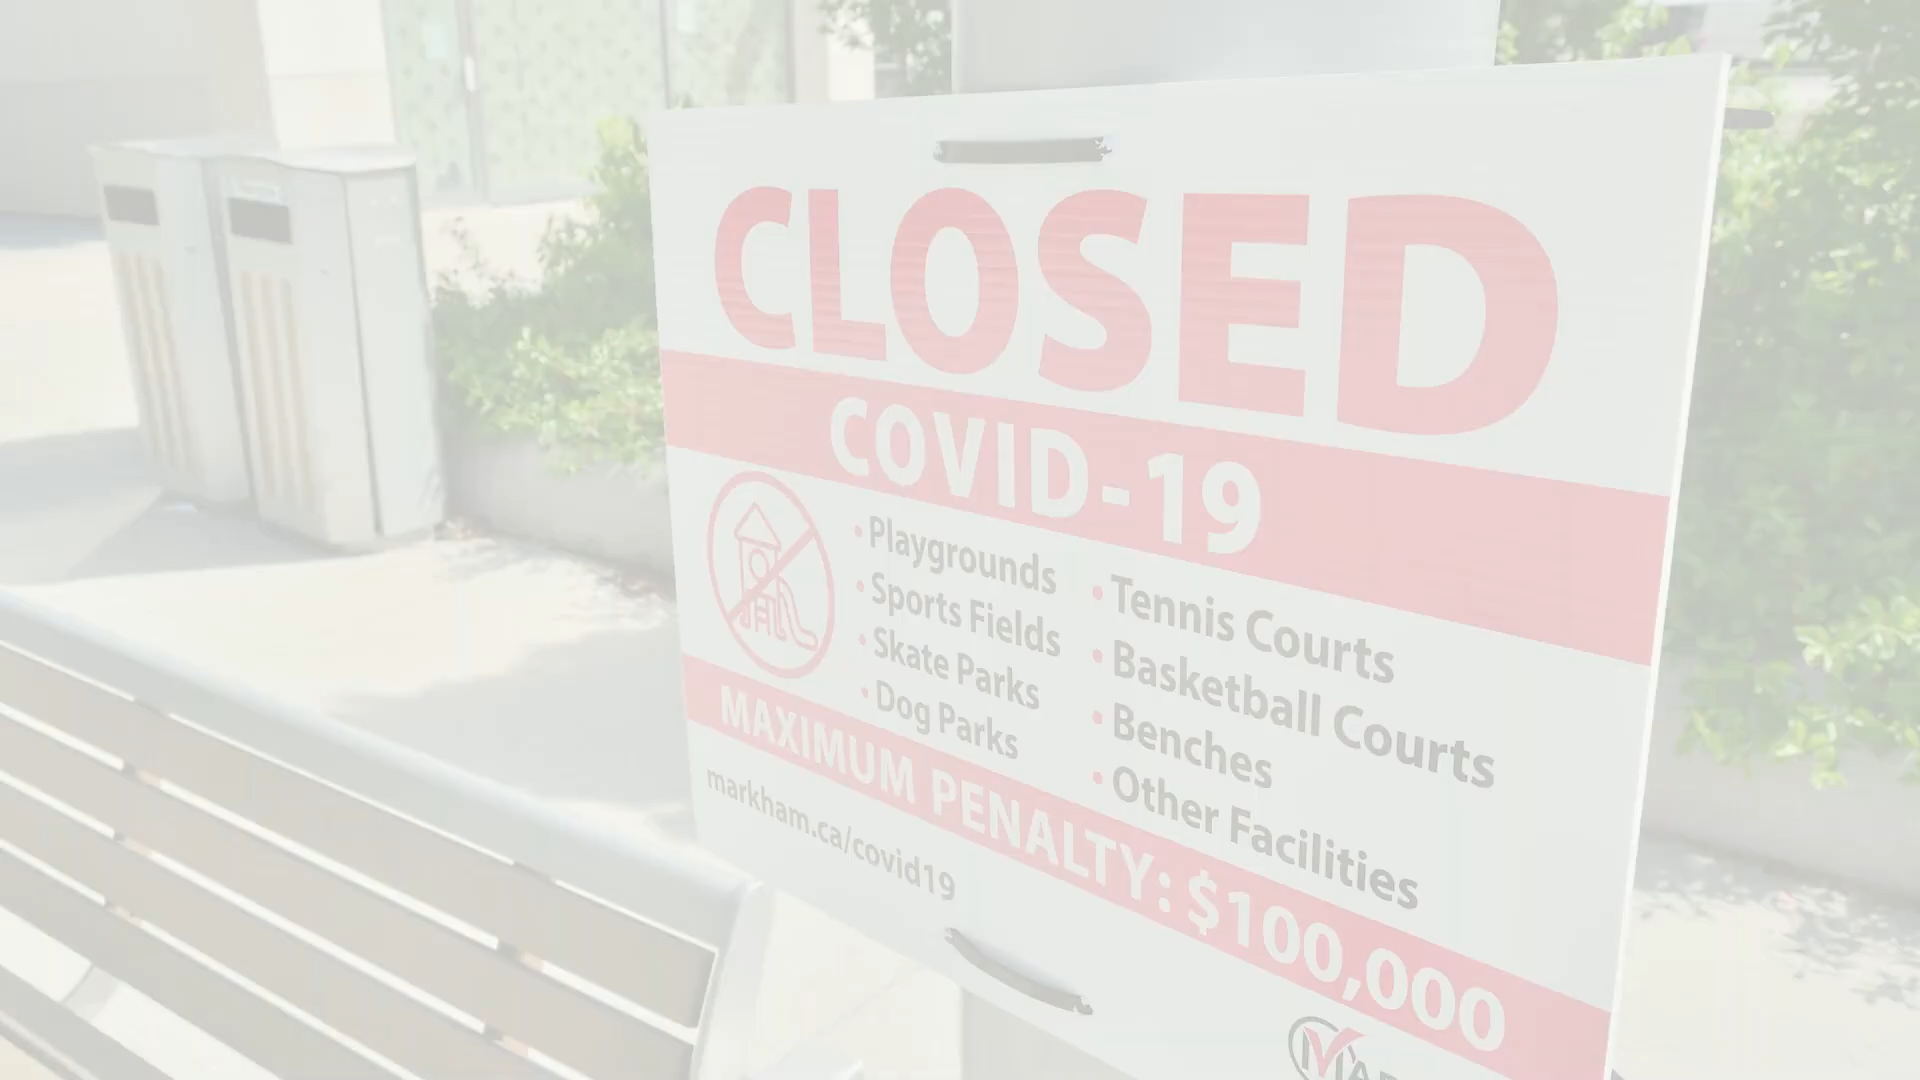 CLOSED
COVID-19
• Playgrounds
• Sports Fields
• Skate Parks
• Dog Parks
• Tennis Courts
• Basketball Courts
• Benches
• Other Facilities
MAXIMUM PENALTY: $100,000
markham.ca/covid19